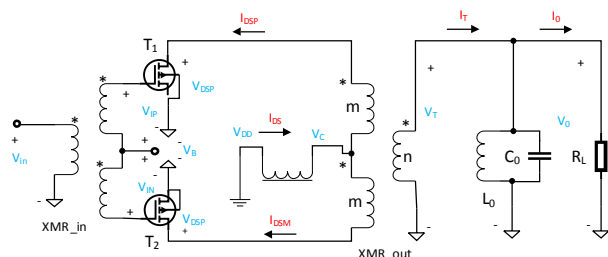 I_DSP
I_T
I_0
T_1
+
*
+
*
+
V_DSP
*
m
*
+
+
V_IP
-
-
V_T
V_0
*
+
V_in
-
+
+
V_B
-
-
V_DD
I_DS
V_C
*
n
C_0
R_L
*
V_IN
-
V_DSP
m
L_0
+
T_2
+
I_DSM
-
-
-
XMR_in
XMR_out